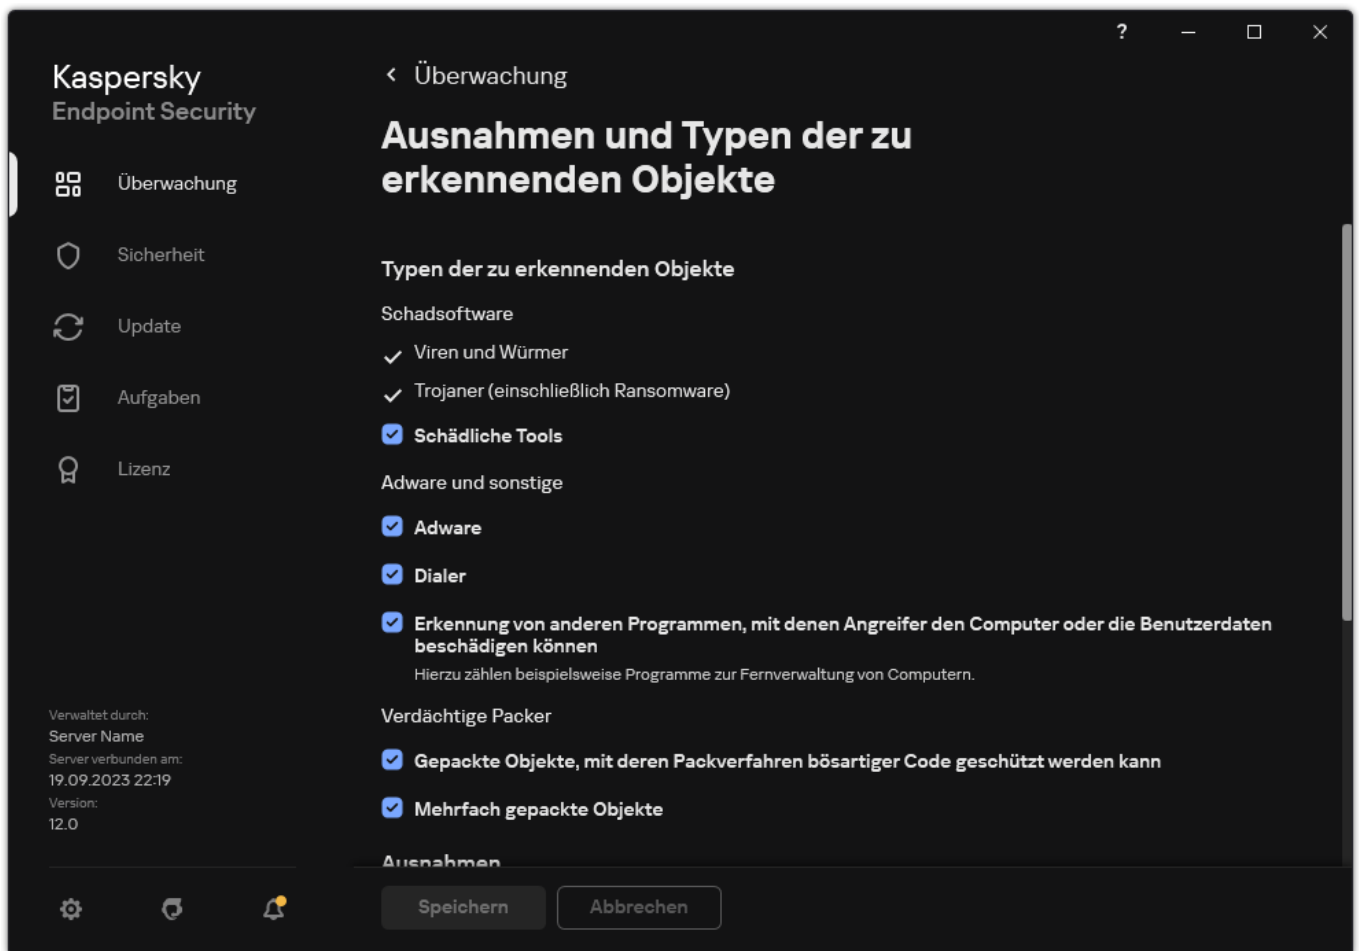 ?
Kaspersky
Endpoint Security
Überwachung
Sicherheit
Update
Aufgaben
Lizenz
Verwaltet durch:
Server Name
Server verbunden am:
19.09.2023 22:19
Version:
12.0
Überwachung
Ausnahmen und Typen der zu
erkennenden Objekte
Typen der zu erkennenden Objekte
Schadsoftware
Viren und Würmer
Trojaner (einschließlich Ransomware)
Schädliche Tools
Adware und sonstige
Adware
Dialer
Erkennung von anderen Programmen, mit denen Angreifer den Computer oder die Benutzerdaten
beschädigen können
Hierzu zählen beispielsweise Programme zur Fernverwaltung von Computern.
Verdächtige Packer
Gepackte Objekte, mit deren Packverfahren bösartiger Code geschützt werden kann
Mehrfach gepackte Objekte
Ausnahmen
Speichern
Abbrechen